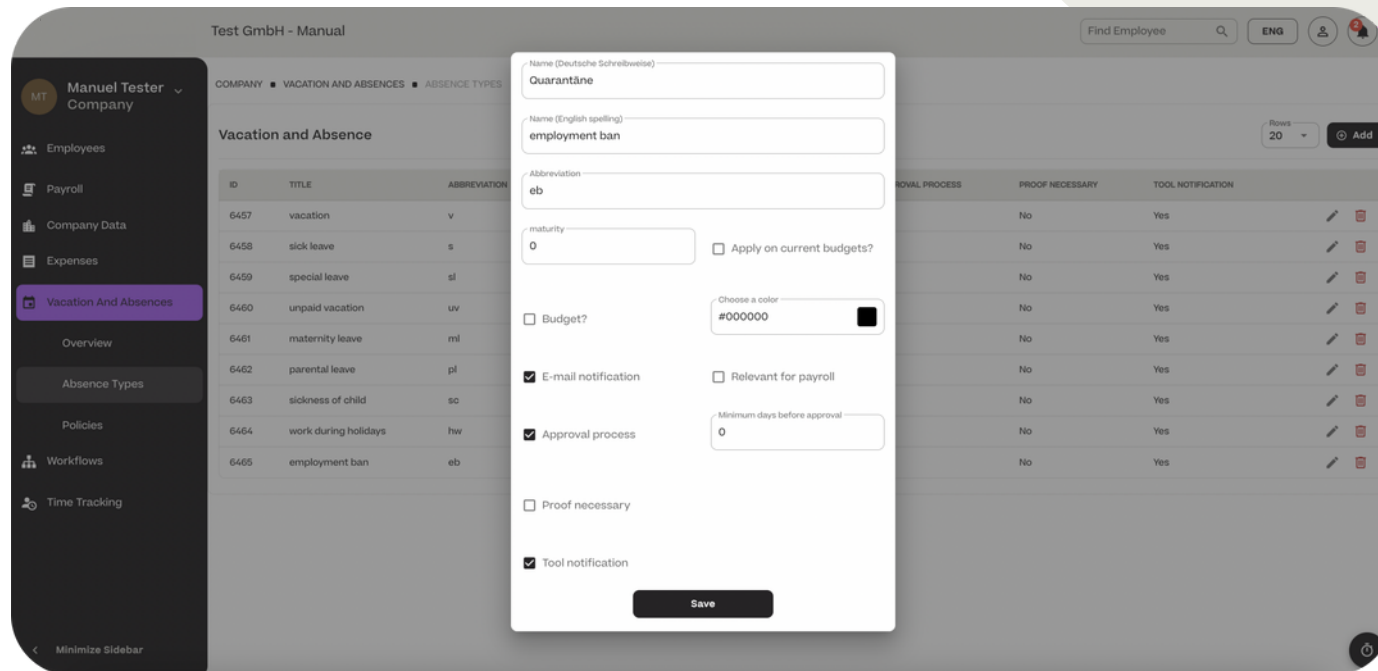 Test GmbH - Manual
Find Employee
ENG
2
MT
Manuel Tester
Company
Employees
Payroll
Company Data
Expenses
Vacation And Absences
Overview
Absence Types
Policies
Workflows
Time Tracking
Minimize Sidebar
COMPANY ■ VACATION AND ABSENCES ■ ABSENCE TYPES
Vacation and Absence
Rows
20
Add
ID TITLE ABBREVIATION PROOF NECESSARY TOOL NOTIFICATION
6457 vacation v No Yes
6458 sick leave s No Yes
6459 special leave sl No Yes
6460 unpaid vacation uv No Yes
6461 maternity leave ml No Yes
6462 parental leave pl No Yes
6463 sickness of child sc No Yes
6464 work during holidays hw No Yes
6465 employment ban eb No Yes
Name (Deutsche Schreibweise)
Quarantäne
Name (English spelling)
employment ban
Abbreviation
eb
maturity
0
Apply on current budgets?
Budget?
Choose a color
#000000
E-mail notification
Relevant for payroll
Approval process
Minimum days before approval
0
Proof necessary
Tool notification
Save